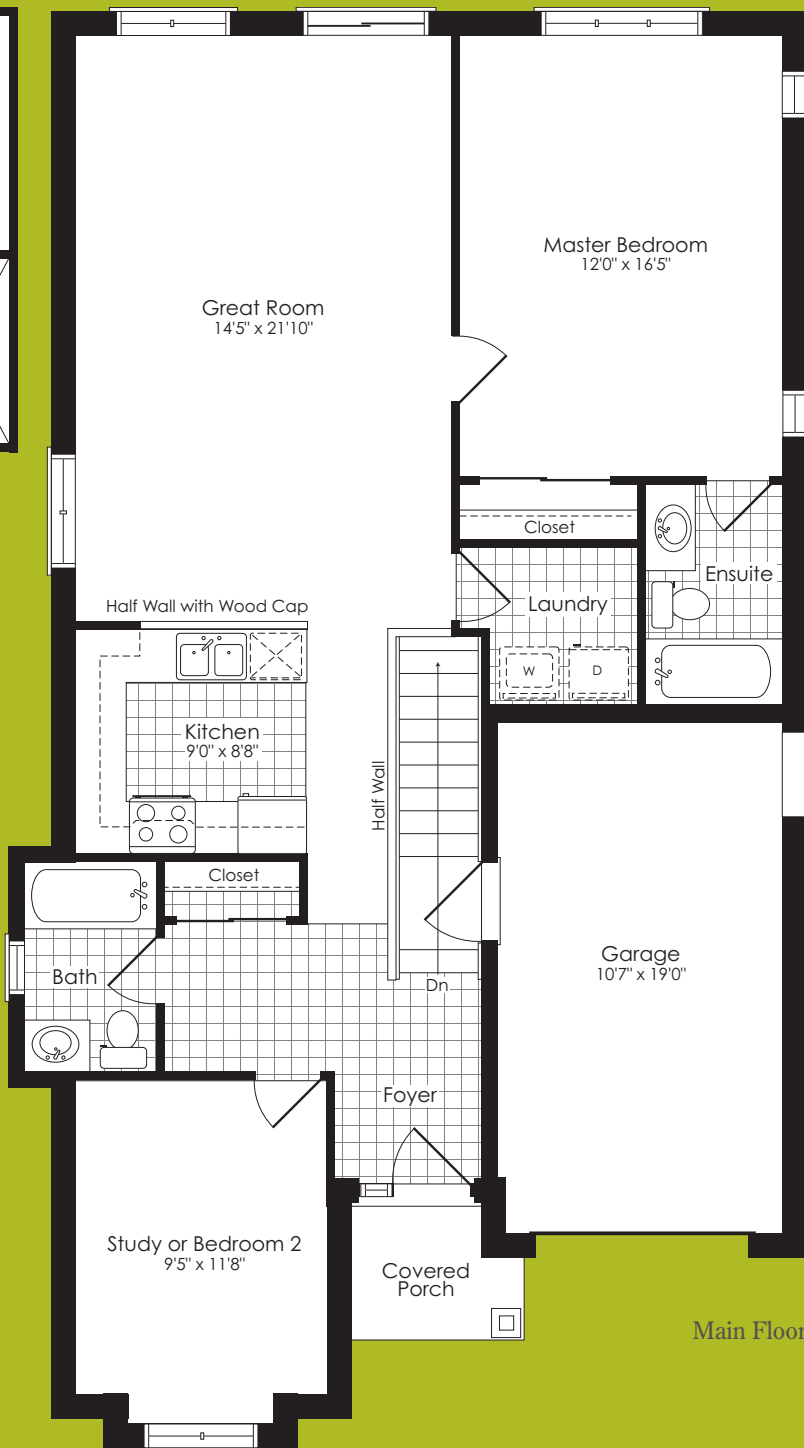 Master Bedroom
12'0" x 16'5"
Great Room
14'5" x 21'10"
Closet
Ensuite
Laundry
Half Wall with Wood Cap
W
D
Kitchen
9'0" x 8'8"
Half Wall
Closet
Garage
10'7" x 19'0"
Bath
Dn
Foyer
Study or Bedroom 2
9'5" x 11'8"
Covered
Porch
Main Floor